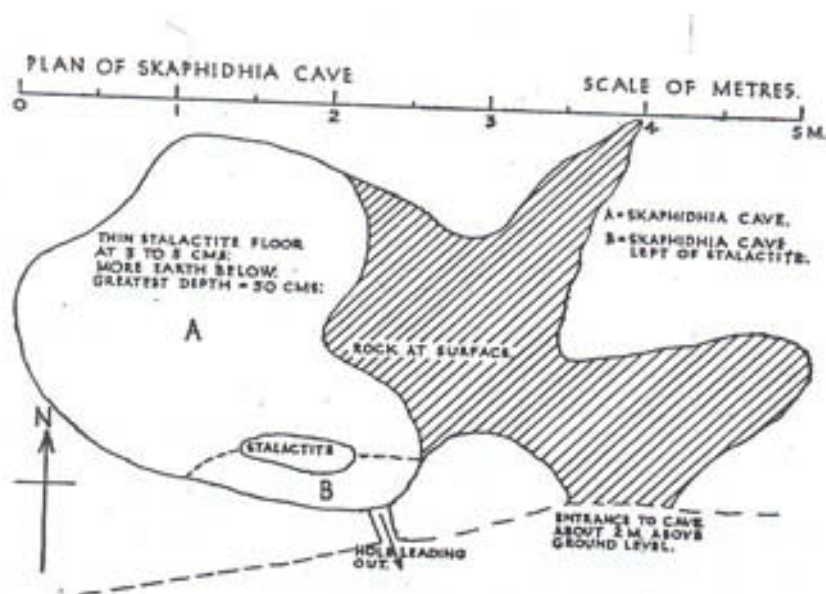 PLAN OF SKAPHIDHIA CAVE
SCALE OF METRES.
0 1 2 3 4 5 M.
A = SKAPHIDHIA CAVE.
B = SKAPHIDHIA CAVE
LEFT OF STALACTITE.
THIN STALACTITE FLOOR
AT 3 TO 5 CMS:
MORE EARTH BELOW.
GREATEST DEPTH = 50 CMS:
A
ROCK AT SURFACE.
N
STALACTITE
B
ENTRANCE TO CAVE
ABOUT 2 M. ABOVE
GROUND LEVEL.
HOLE LEADING
OUT.